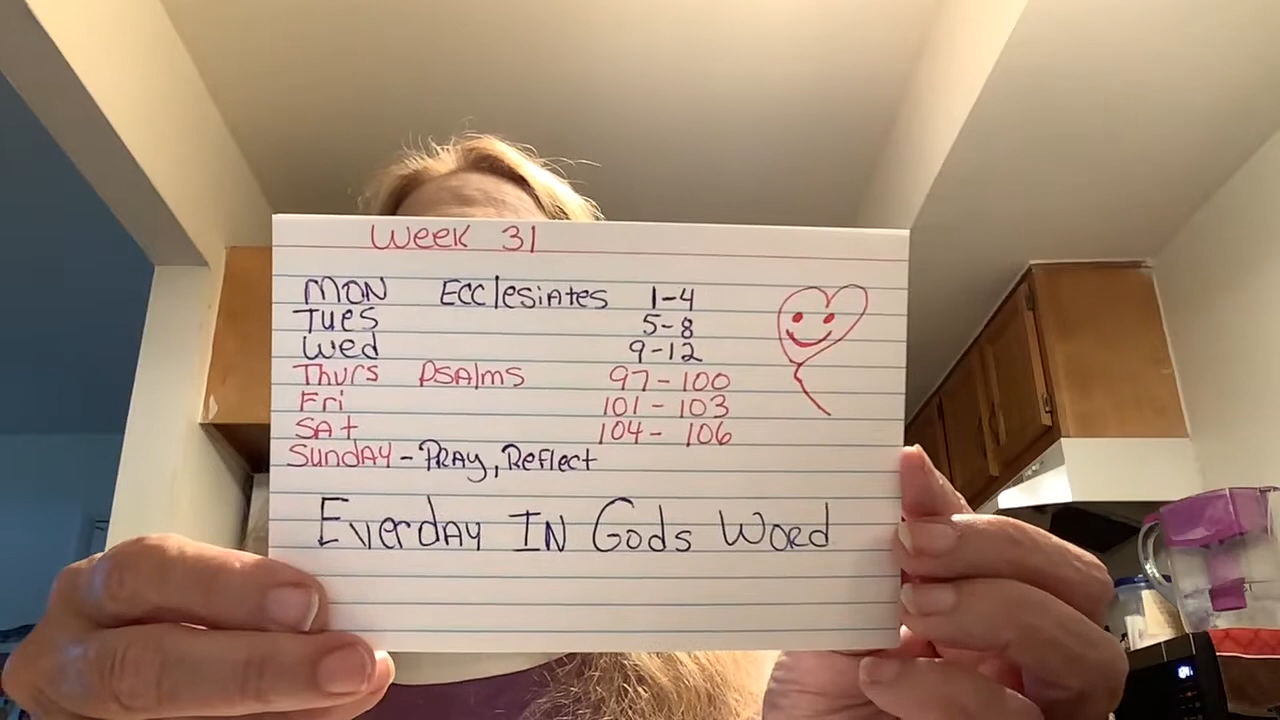 Week 31
MON Ecclesiates 1-4
Tues 5-8
Wed 9-12
Thurs PSAlms 97-100
Fri 101-103
SAt 104-106
SundAY - PRAY, Reflect
EverdAy IN Gods Word